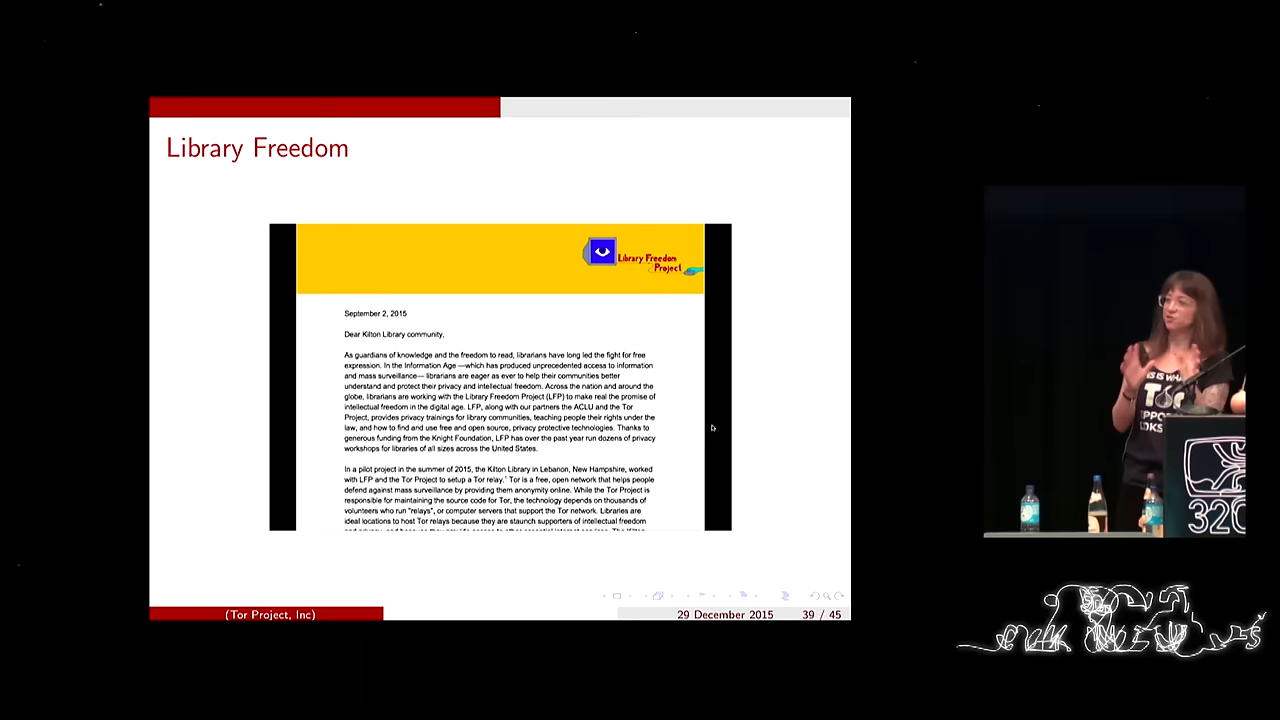 Library Freedom
Library Freedom
Project
September 2, 2015
Dear Kilton Library community,
As guardians of knowledge and the freedom to read, librarians have long led the fight for free
expression. In the Information Age —which has produced unprecedented access to information
and mass surveillance— librarians are eager as ever to help their communities better
understand and protect their privacy and intellectual freedom. Across the nation and around the
globe, librarians are working with the Library Freedom Project (LFP) to make real the promise of
intellectual freedom in the digital age. LFP, along with our partners the ACLU and the Tor
Project, provides privacy trainings for library communities, teaching people their rights under the
law, and how to find and use free and open source, privacy protective technologies. Thanks to
generous funding from the Knight Foundation, LFP has over the past year run dozens of privacy
workshops for libraries of all sizes across the United States.
In a pilot project in the summer of 2015, the Kilton Library in Lebanon, New Hampshire, worked
with LFP and the Tor Project to setup a Tor relay.¹ Tor is a free, open network that helps people
defend against mass surveillance by providing them anonymity online. While the Tor Project is
responsible for maintaining the source code for Tor, the technology depends on thousands of
volunteers who run "relays", or computer servers that support the Tor network. Libraries are
ideal locations to host Tor relays because they are staunch supporters of intellectual freedom
(Tor Project, Inc)
29 December 2015
39 / 45
IS WHA
32C